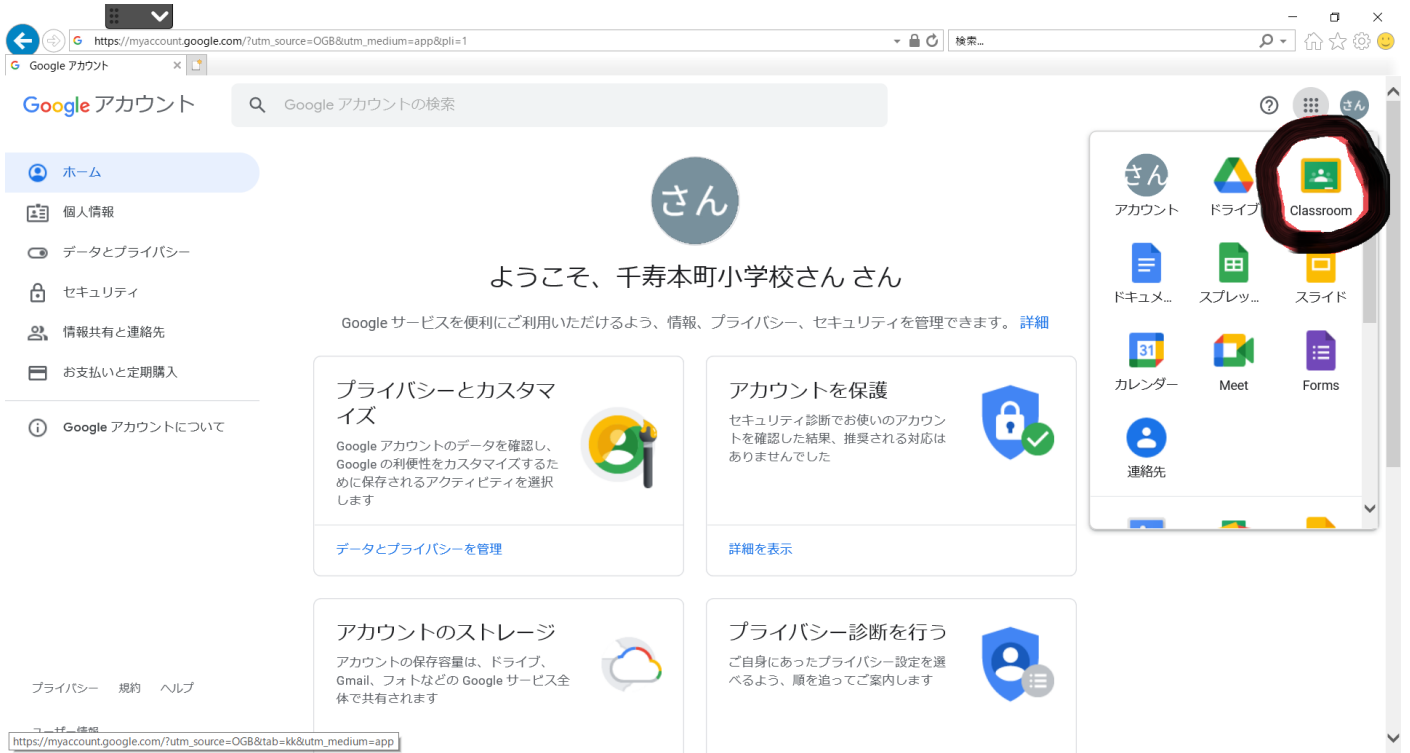 https://myaccount.google.com/?utm_source=OGB&utm_medium=app&pli=1
検索...
Google アカウント
Google アカウント
Google アカウントの検索
さん
ホーム
個人情報
データとプライバシー
セキュリティ
情報共有と連絡先
お支払いと定期購入
Google アカウントについて
さん
ようこそ、千寿本町小学校さん さん
Google サービスを便利にご利用いただけるよう、情報、プライバシー、セキュリティを管理できます。 詳細
プライバシーとカスタマ
イズ
Google アカウントのデータを確認し、
Google の利便性をカスタマイズするた
めに保存されるアクティビティを選択
します
データとプライバシーを管理
アカウントを保護
セキュリティ診断でお使いのアカウン
トを確認した結果、推奨される対応は
ありませんでした
詳細を表示
アカウントのストレージ
アカウントの保存容量は、ドライブ、
Gmail、フォトなどの Google サービス全
体で共有されます
プライバシー診断を行う
ご自身にあったプライバシー設定を選
べるよう、順を追ってご案内します
さん
アカウント
ドライブ
Classroom
ドキュメ...
スプレッ...
スライド
31
カレンダー
Meet
Forms
連絡先
プライバシー 規約 ヘルプ
ユーザー情報
https://myaccount.google.com/?utm_source=OGB&tab=kk&utm_medium=app